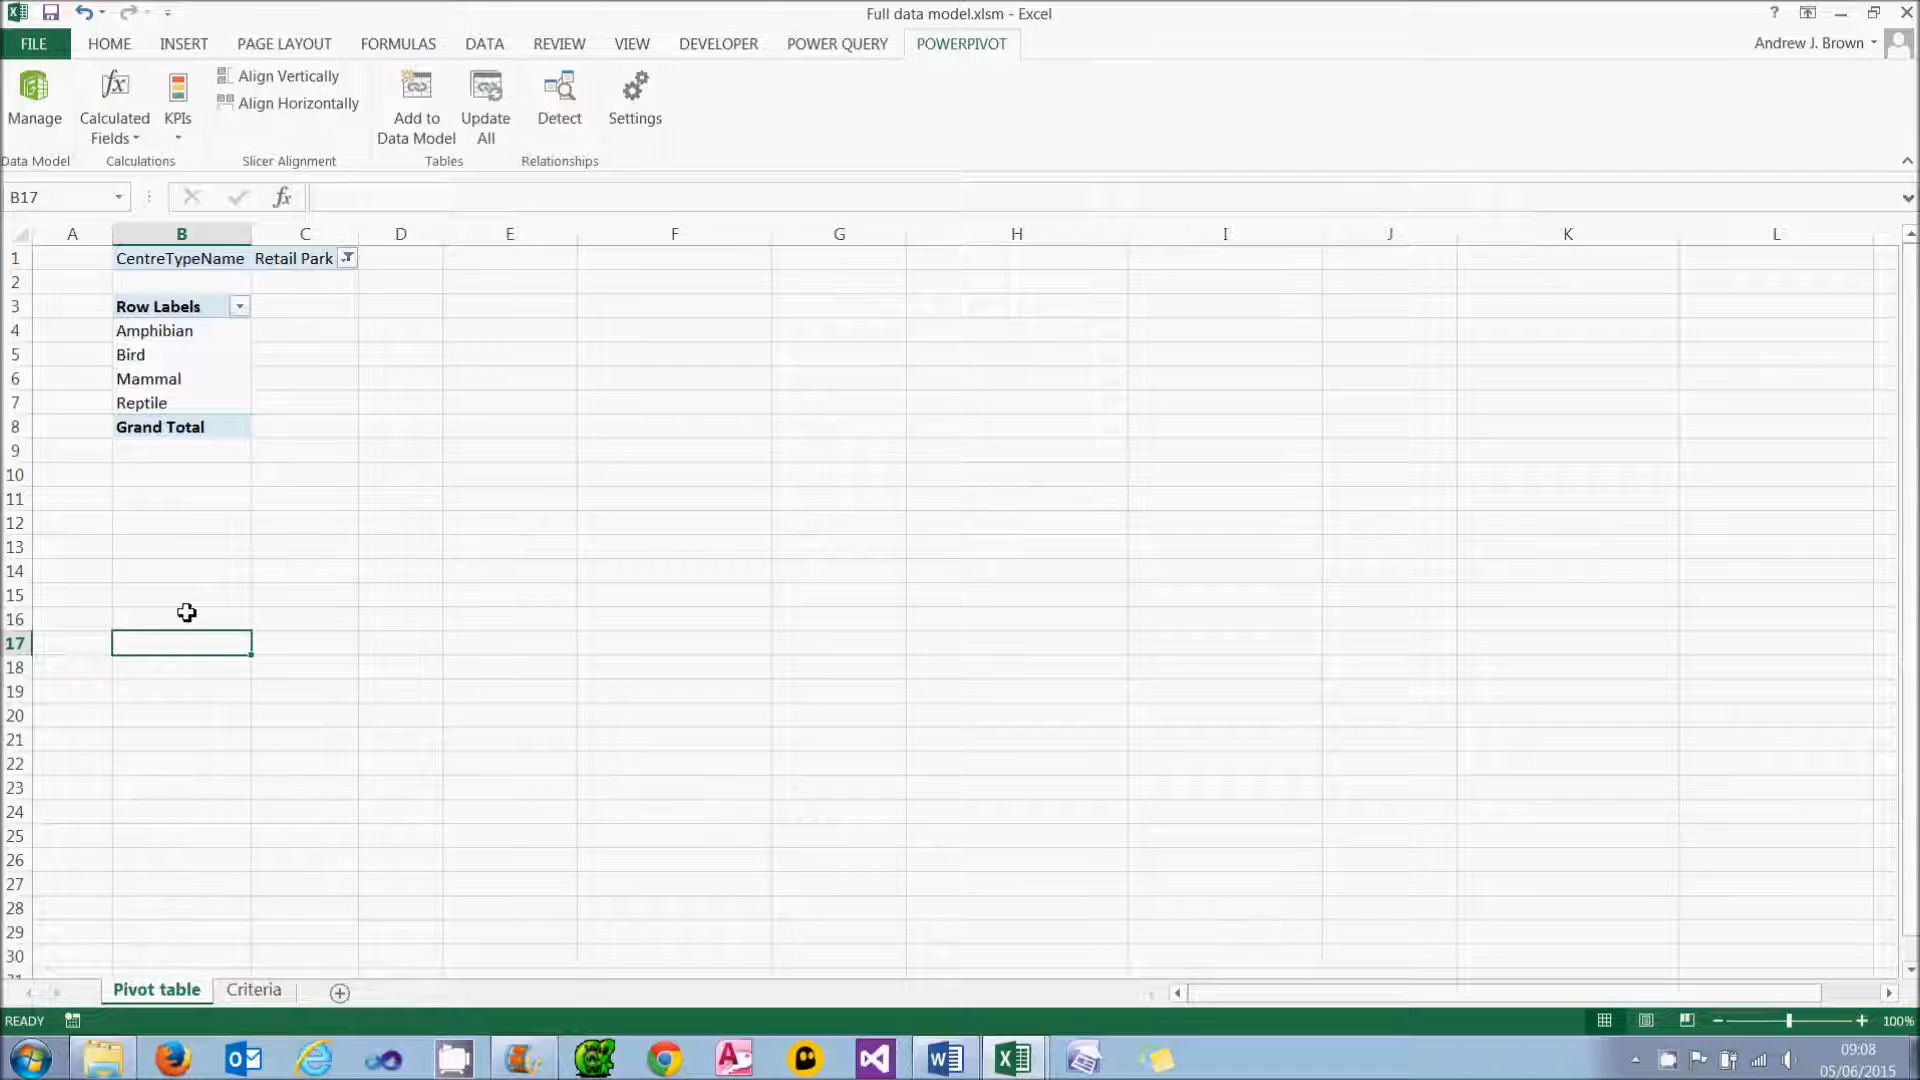 Full data model.xlsm - Excel
?
FILE HOME INSERT PAGE LAYOUT FORMULAS DATA REVIEW VIEW DEVELOPER POWER QUERY POWERPIVOT Andrew J. Brown
Manage
Calculated Fields
KPIs
Align Vertically
Align Horizontally
Add to Data Model
Update All
Detect
Settings
Data Model Calculations Slicer Alignment Tables Relationships
B17 fx
A B C D E F G H I J K L
1 CentreTypeName Retail Park
2
3 Row Labels
4 Amphibian
5 Bird
6 Mammal
7 Reptile
8 Grand Total
9
10
11
12
13
14
15
16
17
18
19
20
21
22
23
24
25
26
27
28
29
30
Pivot table Criteria
READY 100%
09:08
05/06/2015